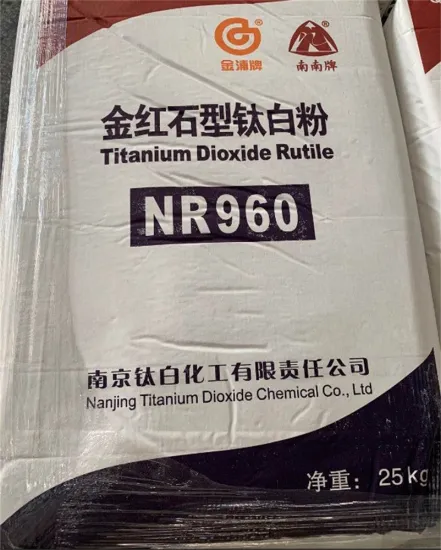 金浦牌 ® 南南牌 ®
金红石型钛白粉
Titanium Dioxide Rutile
NR960
南京钛白化工有限责任公司
Nanjing Titanium Dioxide Chemical Co., Ltd
净重： 25kg